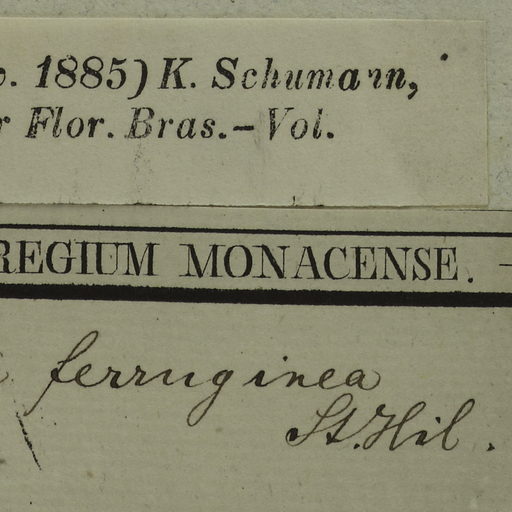 . 1885) K. Schumann,
r Flor. Bras.-Vol.
REGIUM MONACENSE. —
ferruginea
St. Hil.